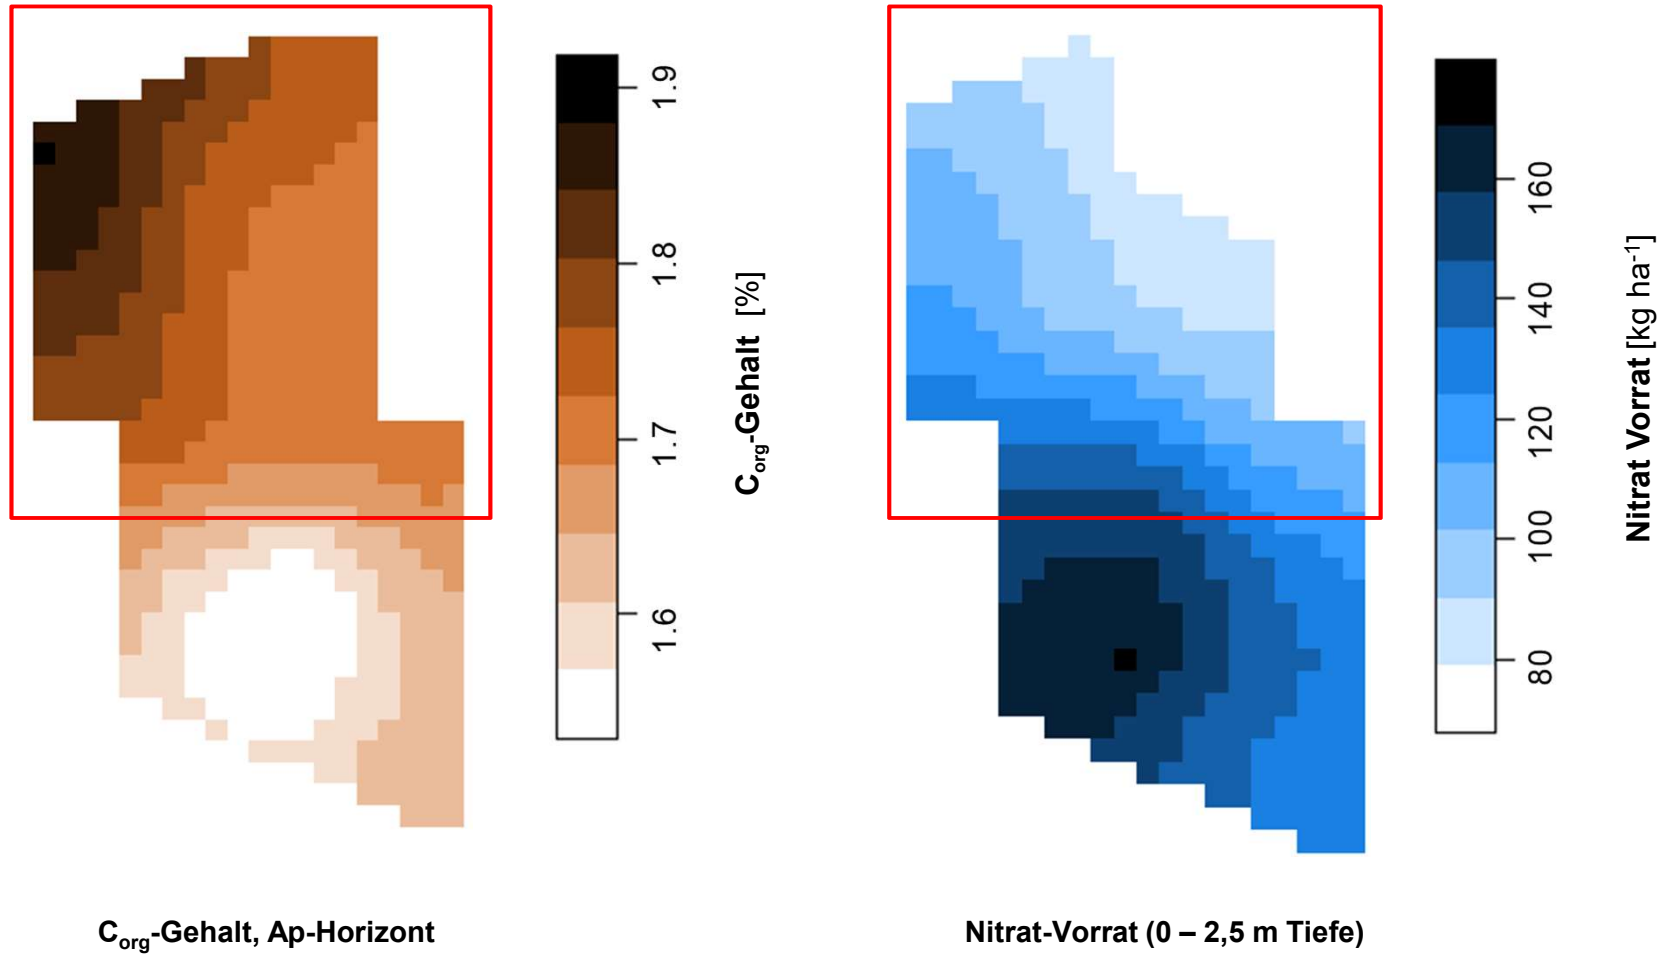 1.9
1.8
1.7
1.6
Corg-Gehalt [%]
160
140
120
100
80
Nitrat Vorrat [kg ha-1]
Corg-Gehalt, Ap-Horizont
Nitrat-Vorrat (0 – 2,5 m Tiefe)